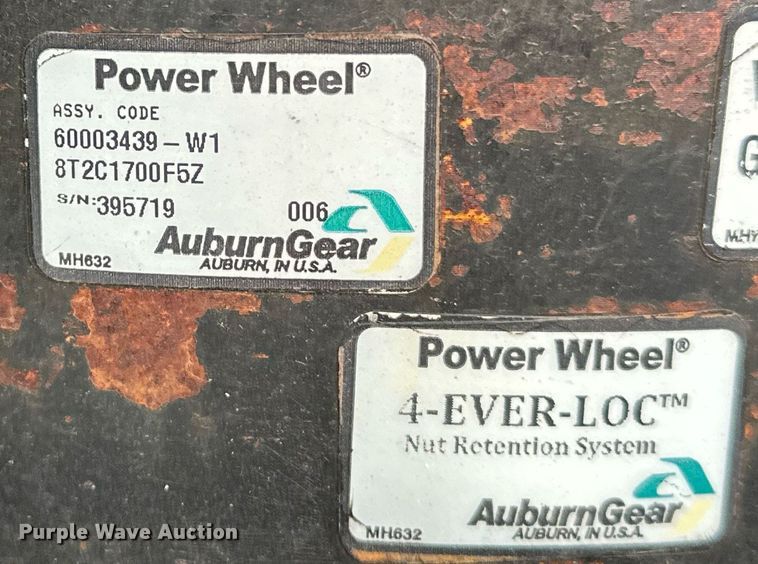 Power Wheel®
ASSY. CODE
60003439-W1
8T2C1700F5Z
S/N:395719 006
AuburnGear
AUBURN, IN U.S.A.
MH632
Power Wheel®
4-EVER-LOC™
Nut Retention System
AuburnGear
AUBURN, IN U.S.A.
MH632
Purple Wave Auction